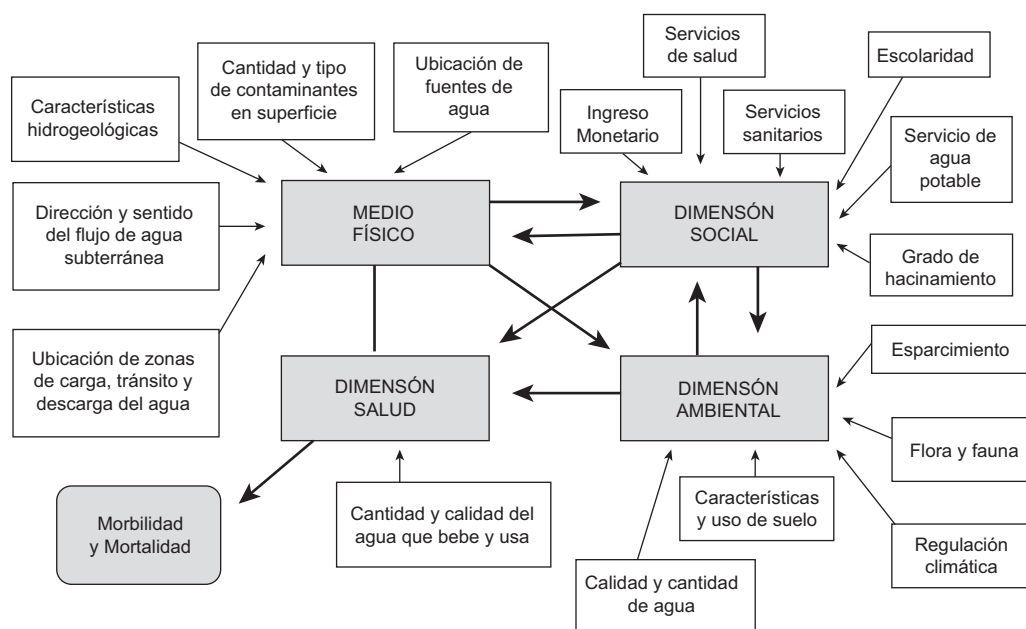 Servicios
de salud
Escolaridad
Cantidad y tipo
de contaminantes
en superficie
Ubicación de
fuentes de
agua
Características
hidrogeológicas
Ingreso
Monetario
Servicios
sanitarios
Servicio de
agua
potable
Dirección y sentido
del flujo de agua
subterránea
MEDIO
FÍSICO
DIMENSÓN
SOCIAL
Grado de
hacinamiento
Ubicación de zonas
de carga, tránsito y
descarga del agua
DIMENSÓN
SALUD
DIMENSÓN
AMBIENTAL
Esparcimiento
Flora y fauna
Morbilidad
y Mortalidad
Cantidad y calidad del
agua que bebe y usa
Características
y uso de suelo
Calidad y cantidad
de agua
Regulación
climática